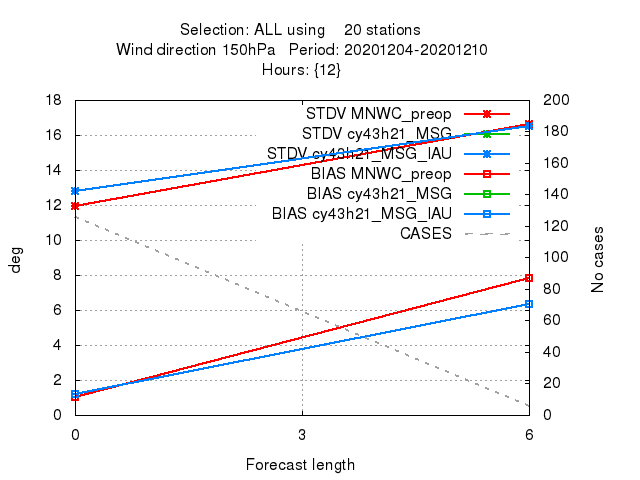 Selection: ALL using 20 stations
Wind direction 150hPa Period: 20201204-20201210
Hours: {12}
18
16
14
12
10
8
6
4
2
0
200
180
160
140
120
100
80
60
40
20
0
STDV MNWC_preop
STDV cy43h21_MSG
STDV cy43h21_MSG_IAU
BIAS MNWC_preop
BIAS cy43h21_MSG
BIAS cy43h21_MSG_IAU
CASES
deg
No cases
0 3 6
Forecast length